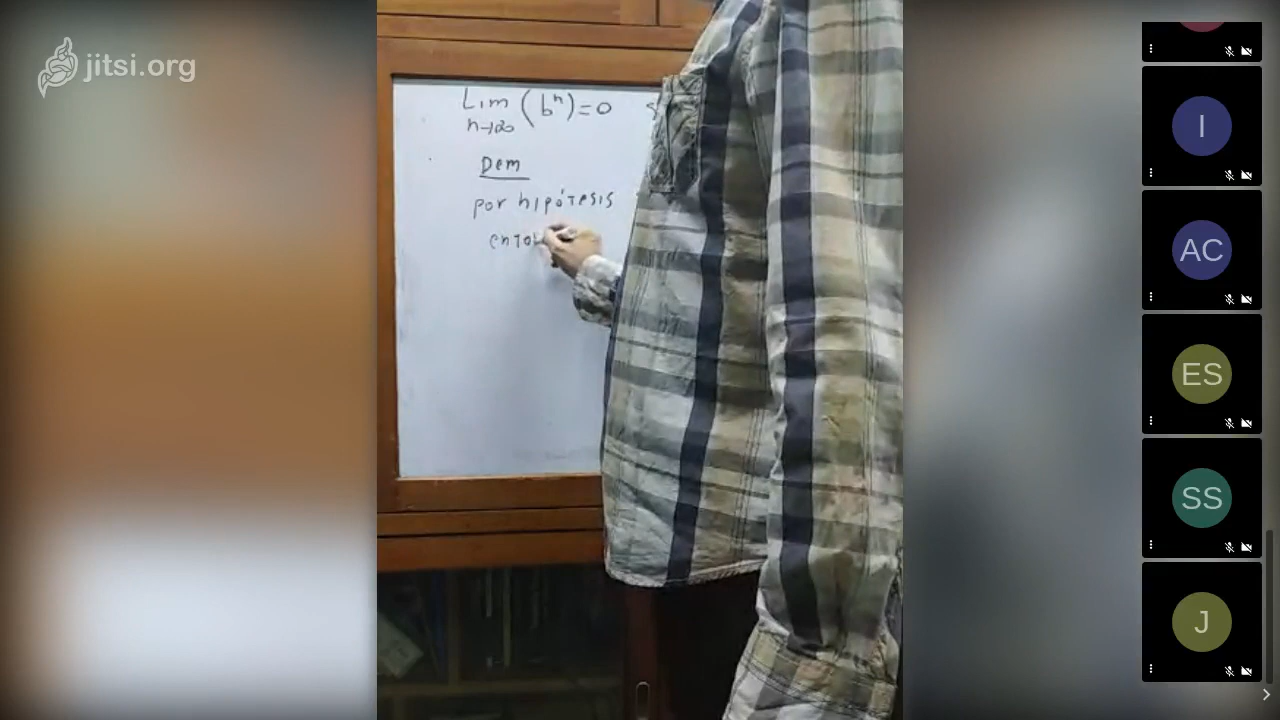 jitsi.org
Lim (bⁿ)=0
n→∞
Dem
por hipótesis
I
AC
ES
SS
J